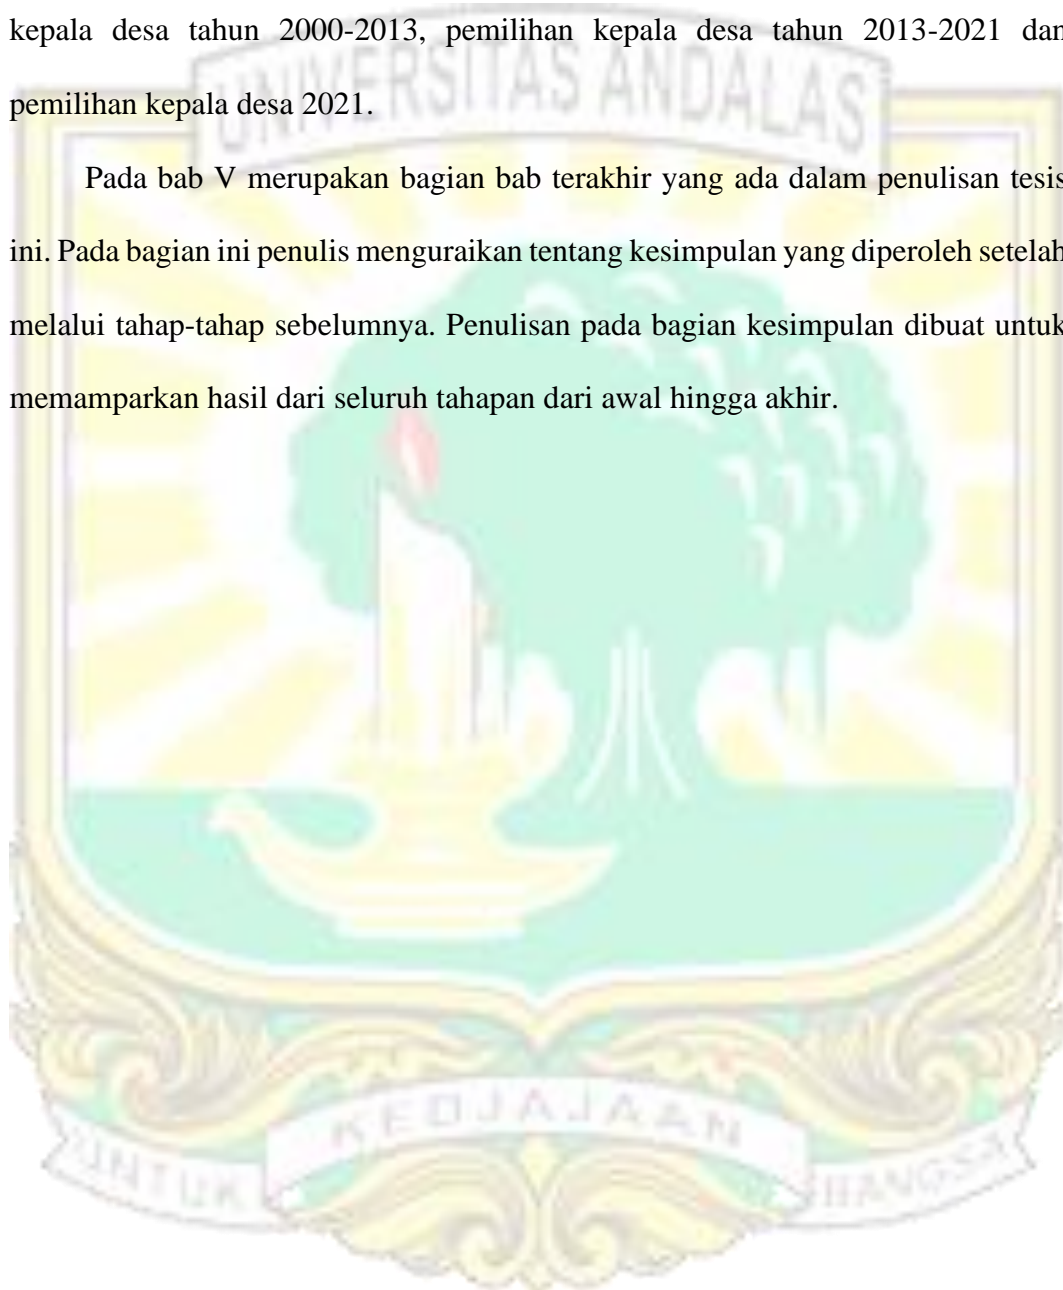 kepala desa tahun 2000-2013, pemilihan kepala desa tahun 2013-2021 dan
UNIVERSITAS ANDALAS
pemilihan kepala desa 2021.
Pada bab V merupakan bagian bab terakhir yang ada dalam penulisan tesis
ini. Pada bagian ini penulis menguraikan tentang kesimpulan yang diperoleh setelah
melalui tahap-tahap sebelumnya. Penulisan pada bagian kesimpulan dibuat untuk
memamparkan hasil dari seluruh tahapan dari awal hingga akhir.
UNTUK KEDJAJAAN BANGSA